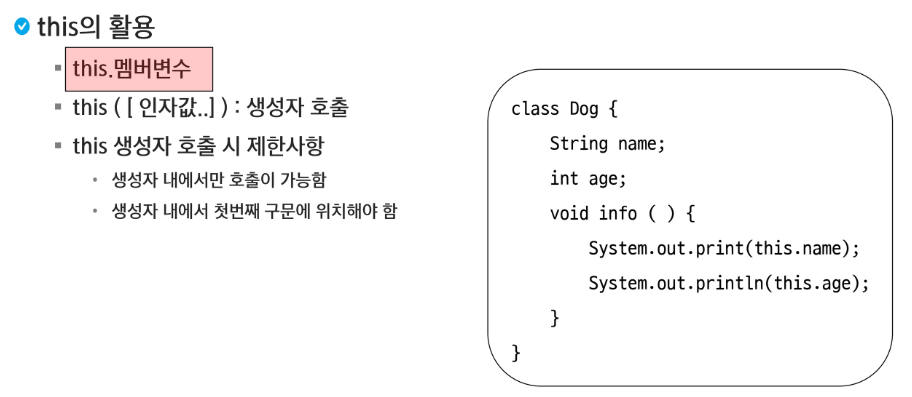 this의 활용
this.멤버변수
this ( [ 인자값..] ) : 생성자 호출
this 생성자 호출 시 제한사항
생성자 내에서만 호출이 가능함
생성자 내에서 첫번째 구문에 위치해야 함
class Dog {
    String name;
    int age;
    void info ( ) {
        System.out.print(this.name);
        System.out.println(this.age);
    }
}